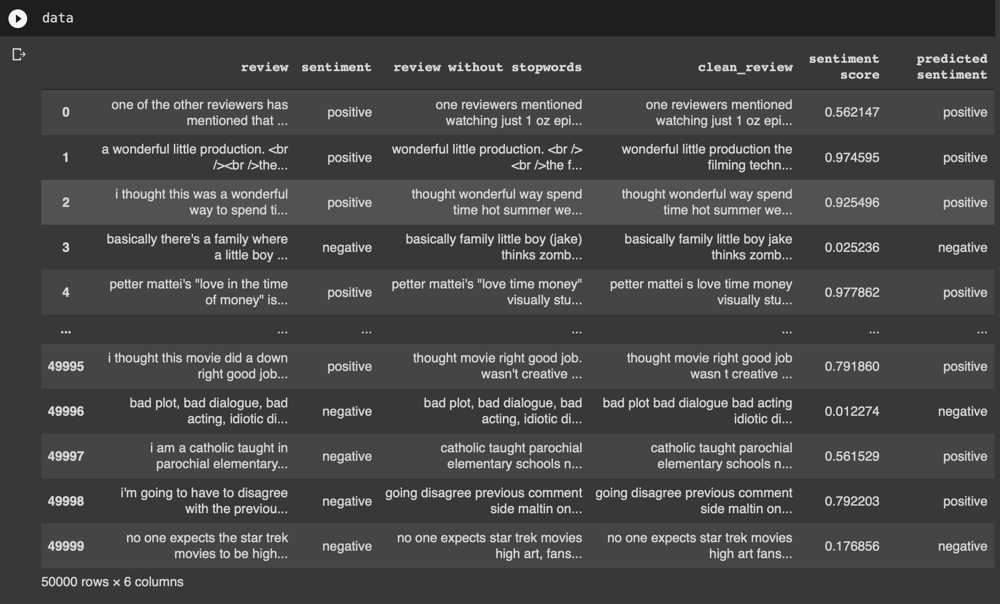 data
review sentiment review without stopwords clean_review sentiment score predicted sentiment
0 one of the other reviewers has mentioned that ... positive one reviewers mentioned watching just 1 oz epi... one reviewers mentioned watching just 1 oz epi... 0.562147 positive
1 a wonderful little production. <br /><br />the... positive wonderful little production. <br /><br />the f... wonderful little production the filming techn... 0.974595 positive
2 i thought this was a wonderful way to spend ti... positive thought wonderful way spend time hot summer we... thought wonderful way spend time hot summer we... 0.925496 positive
3 basically there's a family where a little boy ... negative basically family little boy (jake) thinks zomb... basically family little boy jake thinks zomb... 0.025236 negative
4 petter mattei's "love in the time of money" is... positive petter mattei's "love time money" visually stu... petter mattei s love time money visually stu... 0.977862 positive
... ... ... ... ... ... ...
49995 i thought this movie did a down right good job... positive thought movie right good job. wasn't creative ... thought movie right good job wasn t creative ... 0.791860 positive
49996 bad plot, bad dialogue, bad acting, idiotic di... negative bad plot, bad dialogue, bad acting, idiotic di... bad plot bad dialogue bad acting idiotic di... 0.012274 negative
49997 i am a catholic taught in parochial elementary... negative catholic taught parochial elementary schools n... catholic taught parochial elementary schools n... 0.561529 positive
49998 i'm going to have to disagree with the previou... negative going disagree previous comment side maltin on... going disagree previous comment side maltin on... 0.792203 positive
49999 no one expects the star trek movies to be high... negative no one expects star trek movies high art, fans... no one expects star trek movies high art fans... 0.176856 negative
50000 rows × 6 columns